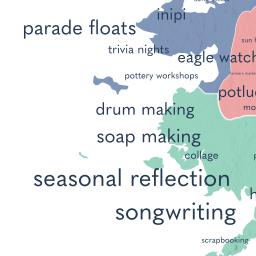 inipi
parade floats
sun
trivia nights
eagle watch
pottery workshops
potluc
drum making
mo
soap making
collage
seasonal reflection
songwriting
scrapbooking